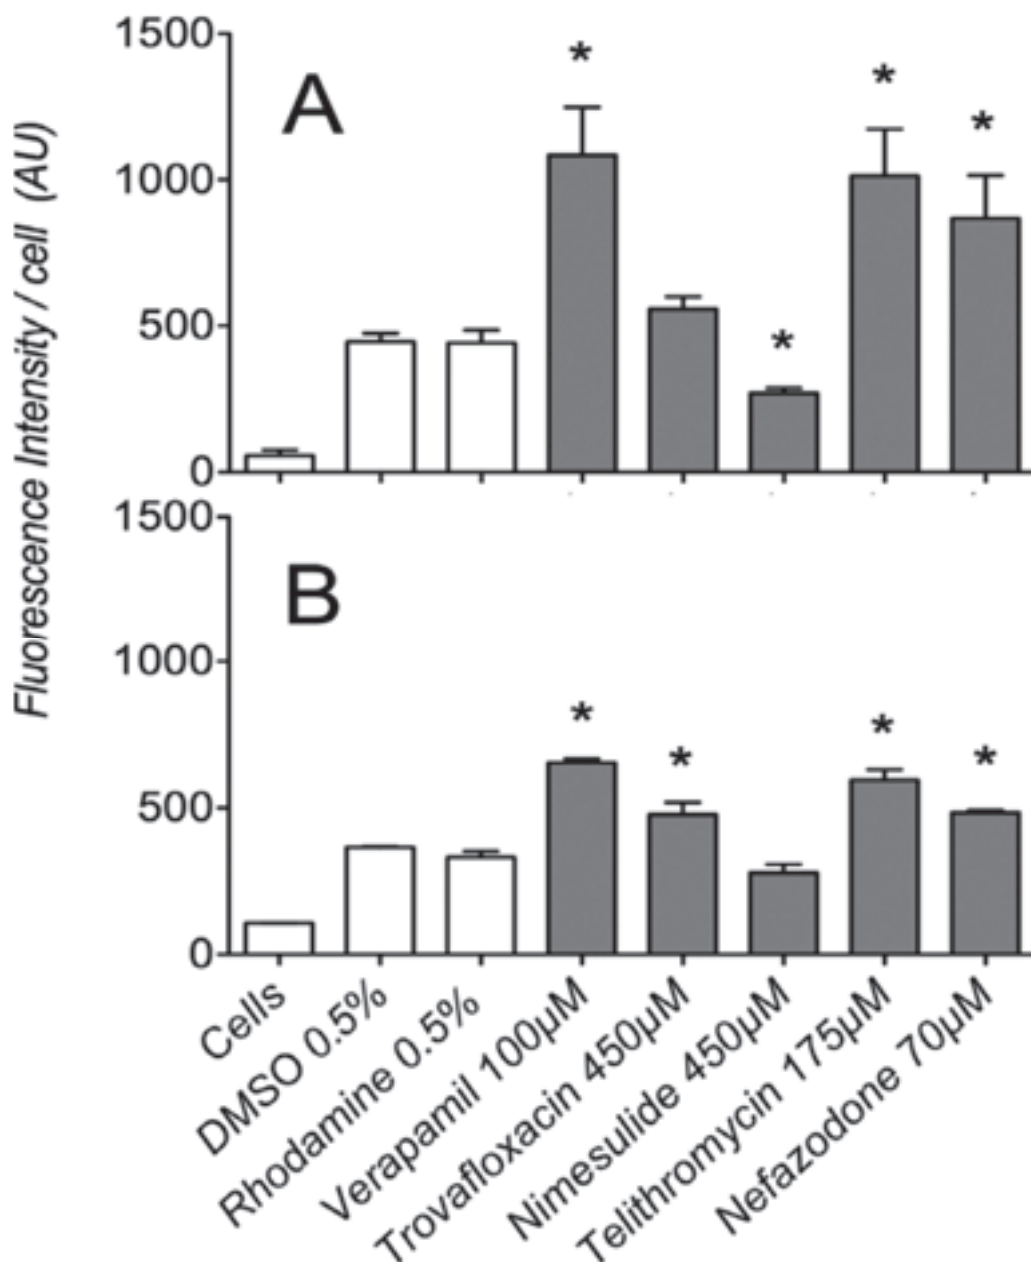 Fluorescence Intensity / cell (AU)
A
1500
1000
500
0
*
*
*
*
B
1500
1000
500
0
*
*
*
*
Cells
DMSO 0.5%
Rhodamine 0.5%
Verapamil 100µM
Trovafloxacin 450µM
Nimesulide 450µM
Telithromycin 175µM
Nefazodone 70µM